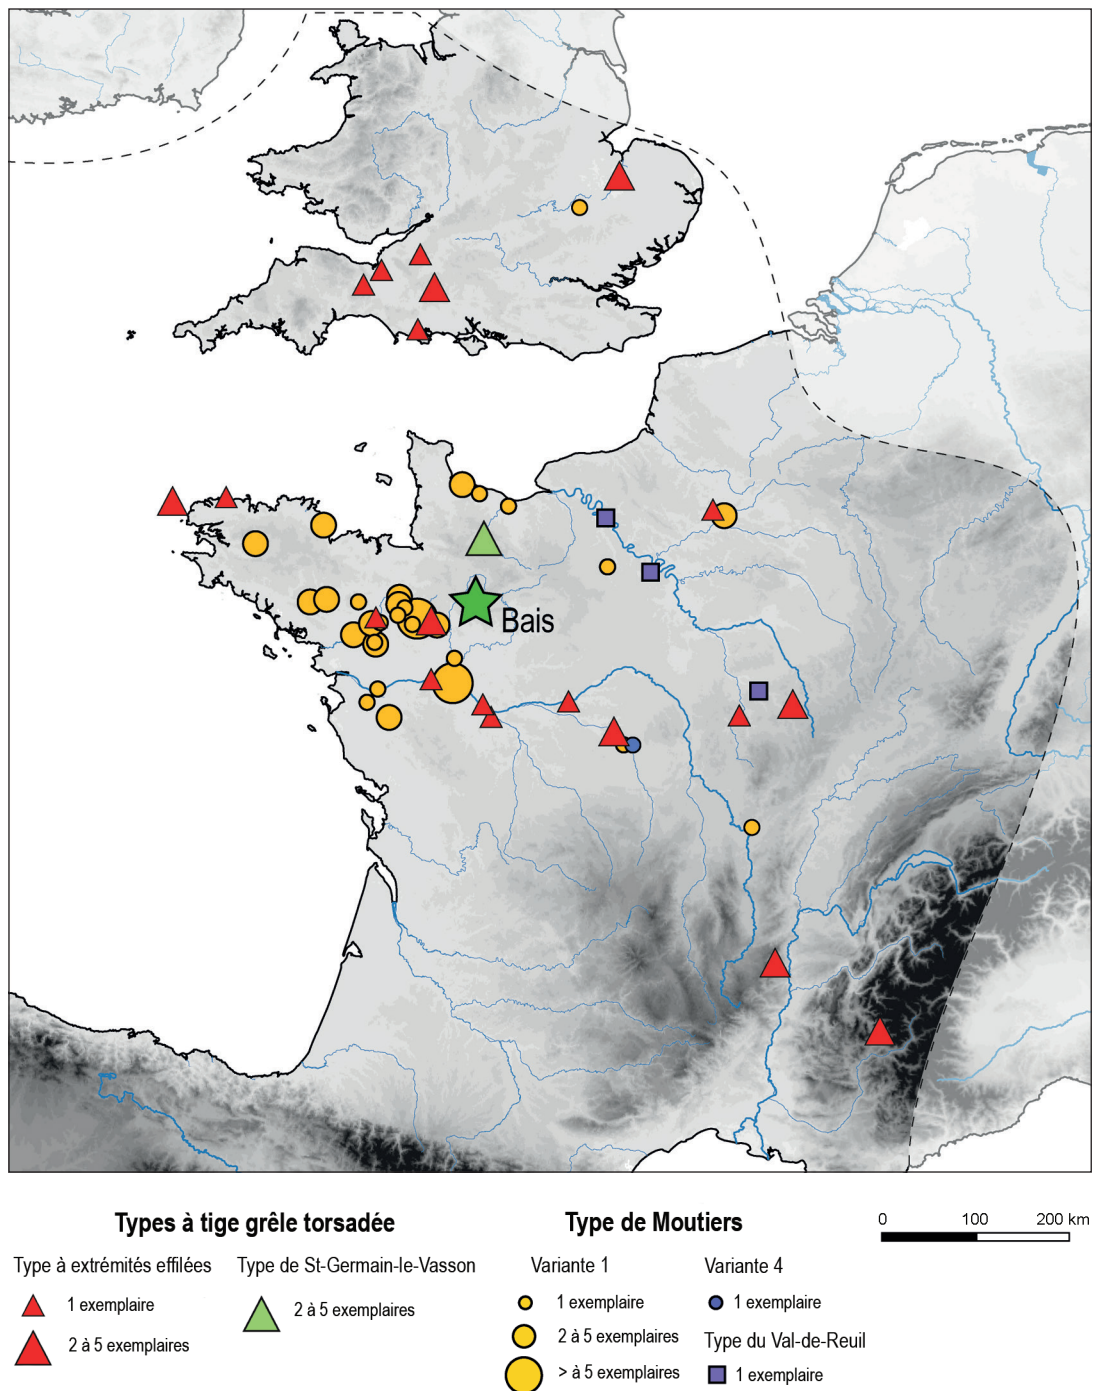 Bais
0 100 200 km
Types à tige grêle torsadée
Type à extrémités effilées
1 exemplaire
2 à 5 exemplaires
Type de St-Germain-le-Vasson
2 à 5 exemplaires
Type de Moutiers
Variante 1
1 exemplaire
2 à 5 exemplaires
> à 5 exemplaires
Variante 4
1 exemplaire
Type du Val-de-Reuil
1 exemplaire